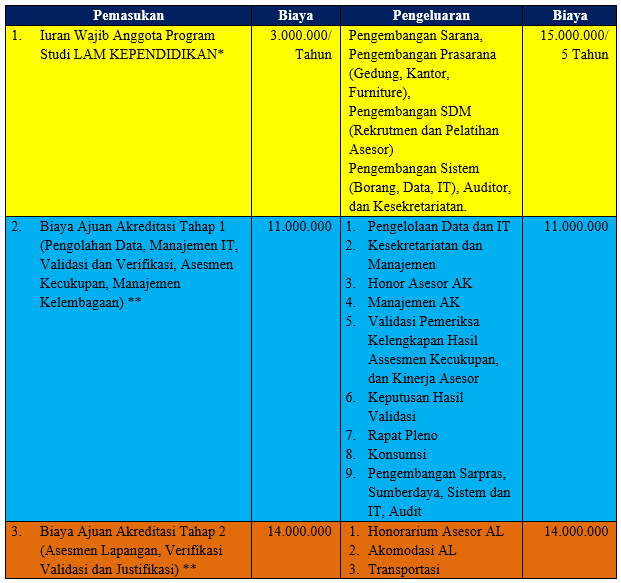 Pemasukan Biaya Pengeluaran Biaya
1. Iuran Wajib Anggota Program
Studi LAM KEPENDIDIKAN*
3.000.000/
Tahun
Pengembangan Sarana,
Pengembangan Prasarana
(Gedung, Kantor,
Furniture),
Pengembangan SDM
(Rekrutmen dan Pelatihan
Asesor)
Pengembangan Sistem
(Borang, Data, IT), Auditor,
dan Kesekretariatan.
15.000.000/
5 Tahun
2. Biaya Ajuan Akreditasi Tahap 1
(Pengolahan Data, Manajemen IT,
Validasi dan Verifikasi, Asesmen
Kecukupan, Manajemen
Kelembagaan) **
11.000.000
1. Pengelolaan Data dan IT
2. Kesekretariatan dan
Manajemen
3. Honor Asesor AK
4. Manajemen AK
5. Validasi Pemeriksa
Kelengkapan Hasil
Assesmen Kecukupan,
dan Kinerja Asesor
6. Keputusan Hasil
Validasi
7. Rapat Pleno
8. Konsumsi
9. Pengembangan Sarpras,
Sumberdaya, Sistem dan
IT, Audit
11.000.000
3. Biaya Ajuan Akreditasi Tahap 2
(Asesmen Lapangan, Verifikasi
Validasi dan Justifikasi) **
14.000.000
1. Honorarium Asesor AL
2. Akomodasi AL
3. Transportasi
14.000.000